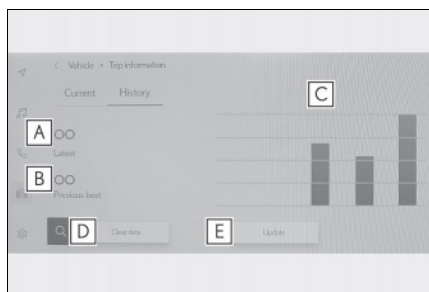 < Vehicle • Trip information
Current History
C
A
OO
Latest
B
OO
Previous best
D Clear data E Update